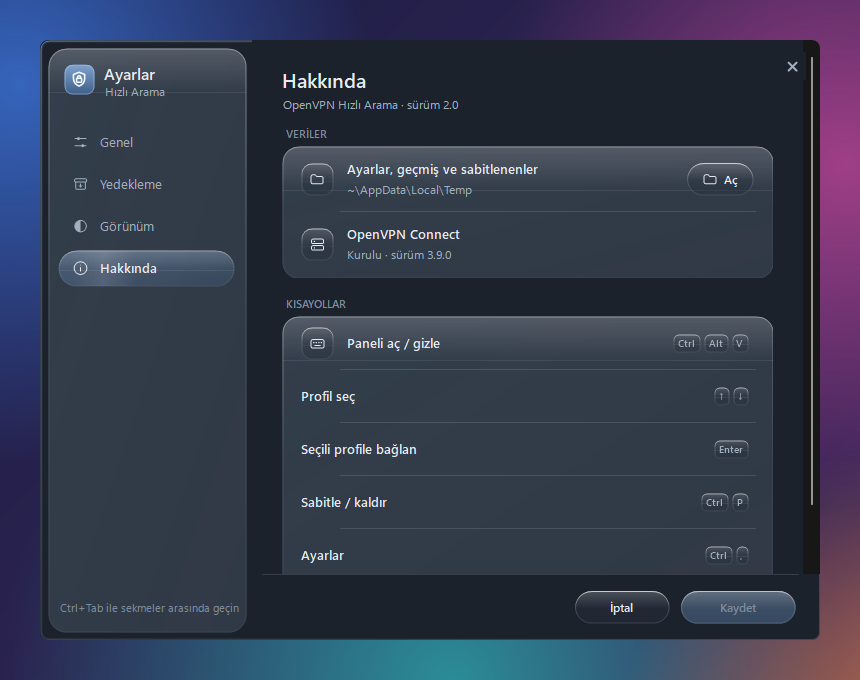 Ayarlar
Hızlı Arama
Genel
Yedekleme
Görünüm
Hakkında
Ctrl+Tab ile sekmeler arasında geçin
Hakkında
OpenVPN Hızlı Arama · sürüm 2.0
VERİLER
Ayarlar, geçmiş ve sabitlenenler
~\AppData\Local\Temp
Aç
OpenVPN Connect
Kurulu · sürüm 3.9.0
KISAYOLLAR
Paneli aç / gizle Ctrl Alt V
Profil seç ↑ ↓
Seçili profile bağlan Enter
Sabitle / kaldır Ctrl P
Ayarlar Ctrl ,
İptal Kaydet